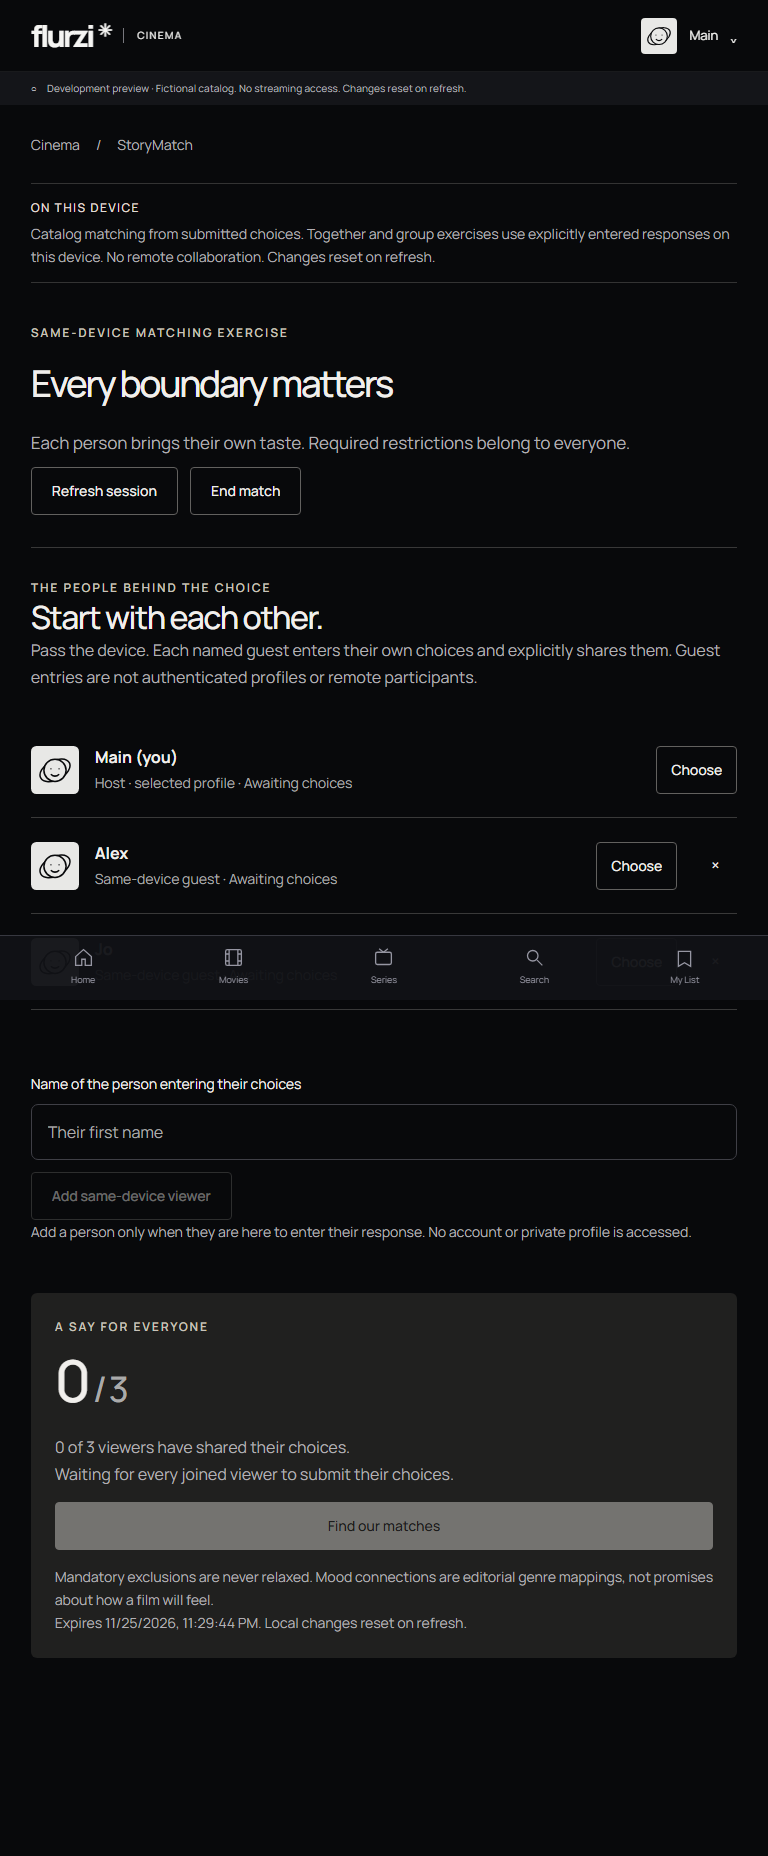 flurzi* CINEMA
Main
Development preview · Fictional catalog. No streaming access. Changes reset on refresh.
Cinema / StoryMatch
ON THIS DEVICE
Catalog matching from submitted choices. Together and group exercises use explicitly entered responses on
this device. No remote collaboration. Changes reset on refresh.
SAME-DEVICE MATCHING EXERCISE
Every boundary matters
Each person brings their own taste. Required restrictions belong to everyone.
Refresh session
End match
THE PEOPLE BEHIND THE CHOICE
Start with each other.
Pass the device. Each named guest enters their own choices and explicitly shares them. Guest
entries are not authenticated profiles or remote participants.
Main (you)
Host · selected profile · Awaiting choices
Choose
Alex
Same-device guest · Awaiting choices
Choose
×
Jo
Same-device guest · Awaiting choices
Choose
×
Home
Movies
Series
Search
My List
Name of the person entering their choices
Their first name
Add same-device viewer
Add a person only when they are here to enter their response. No account or private profile is accessed.
A SAY FOR EVERYONE
0/3
0 of 3 viewers have shared their choices.
Waiting for every joined viewer to submit their choices.
Find our matches
Mandatory exclusions are never relaxed. Mood connections are editorial genre mappings, not promises
about how a film will feel.
Expires 11/25/2026, 11:29:44 PM. Local changes reset on refresh.